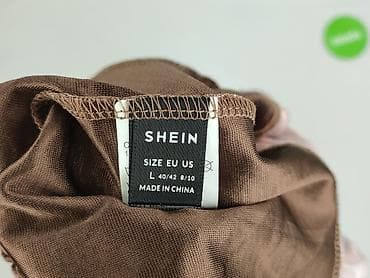 SHEIN
SIZE EU US
L 40/42 8/10
MADE IN CHINA